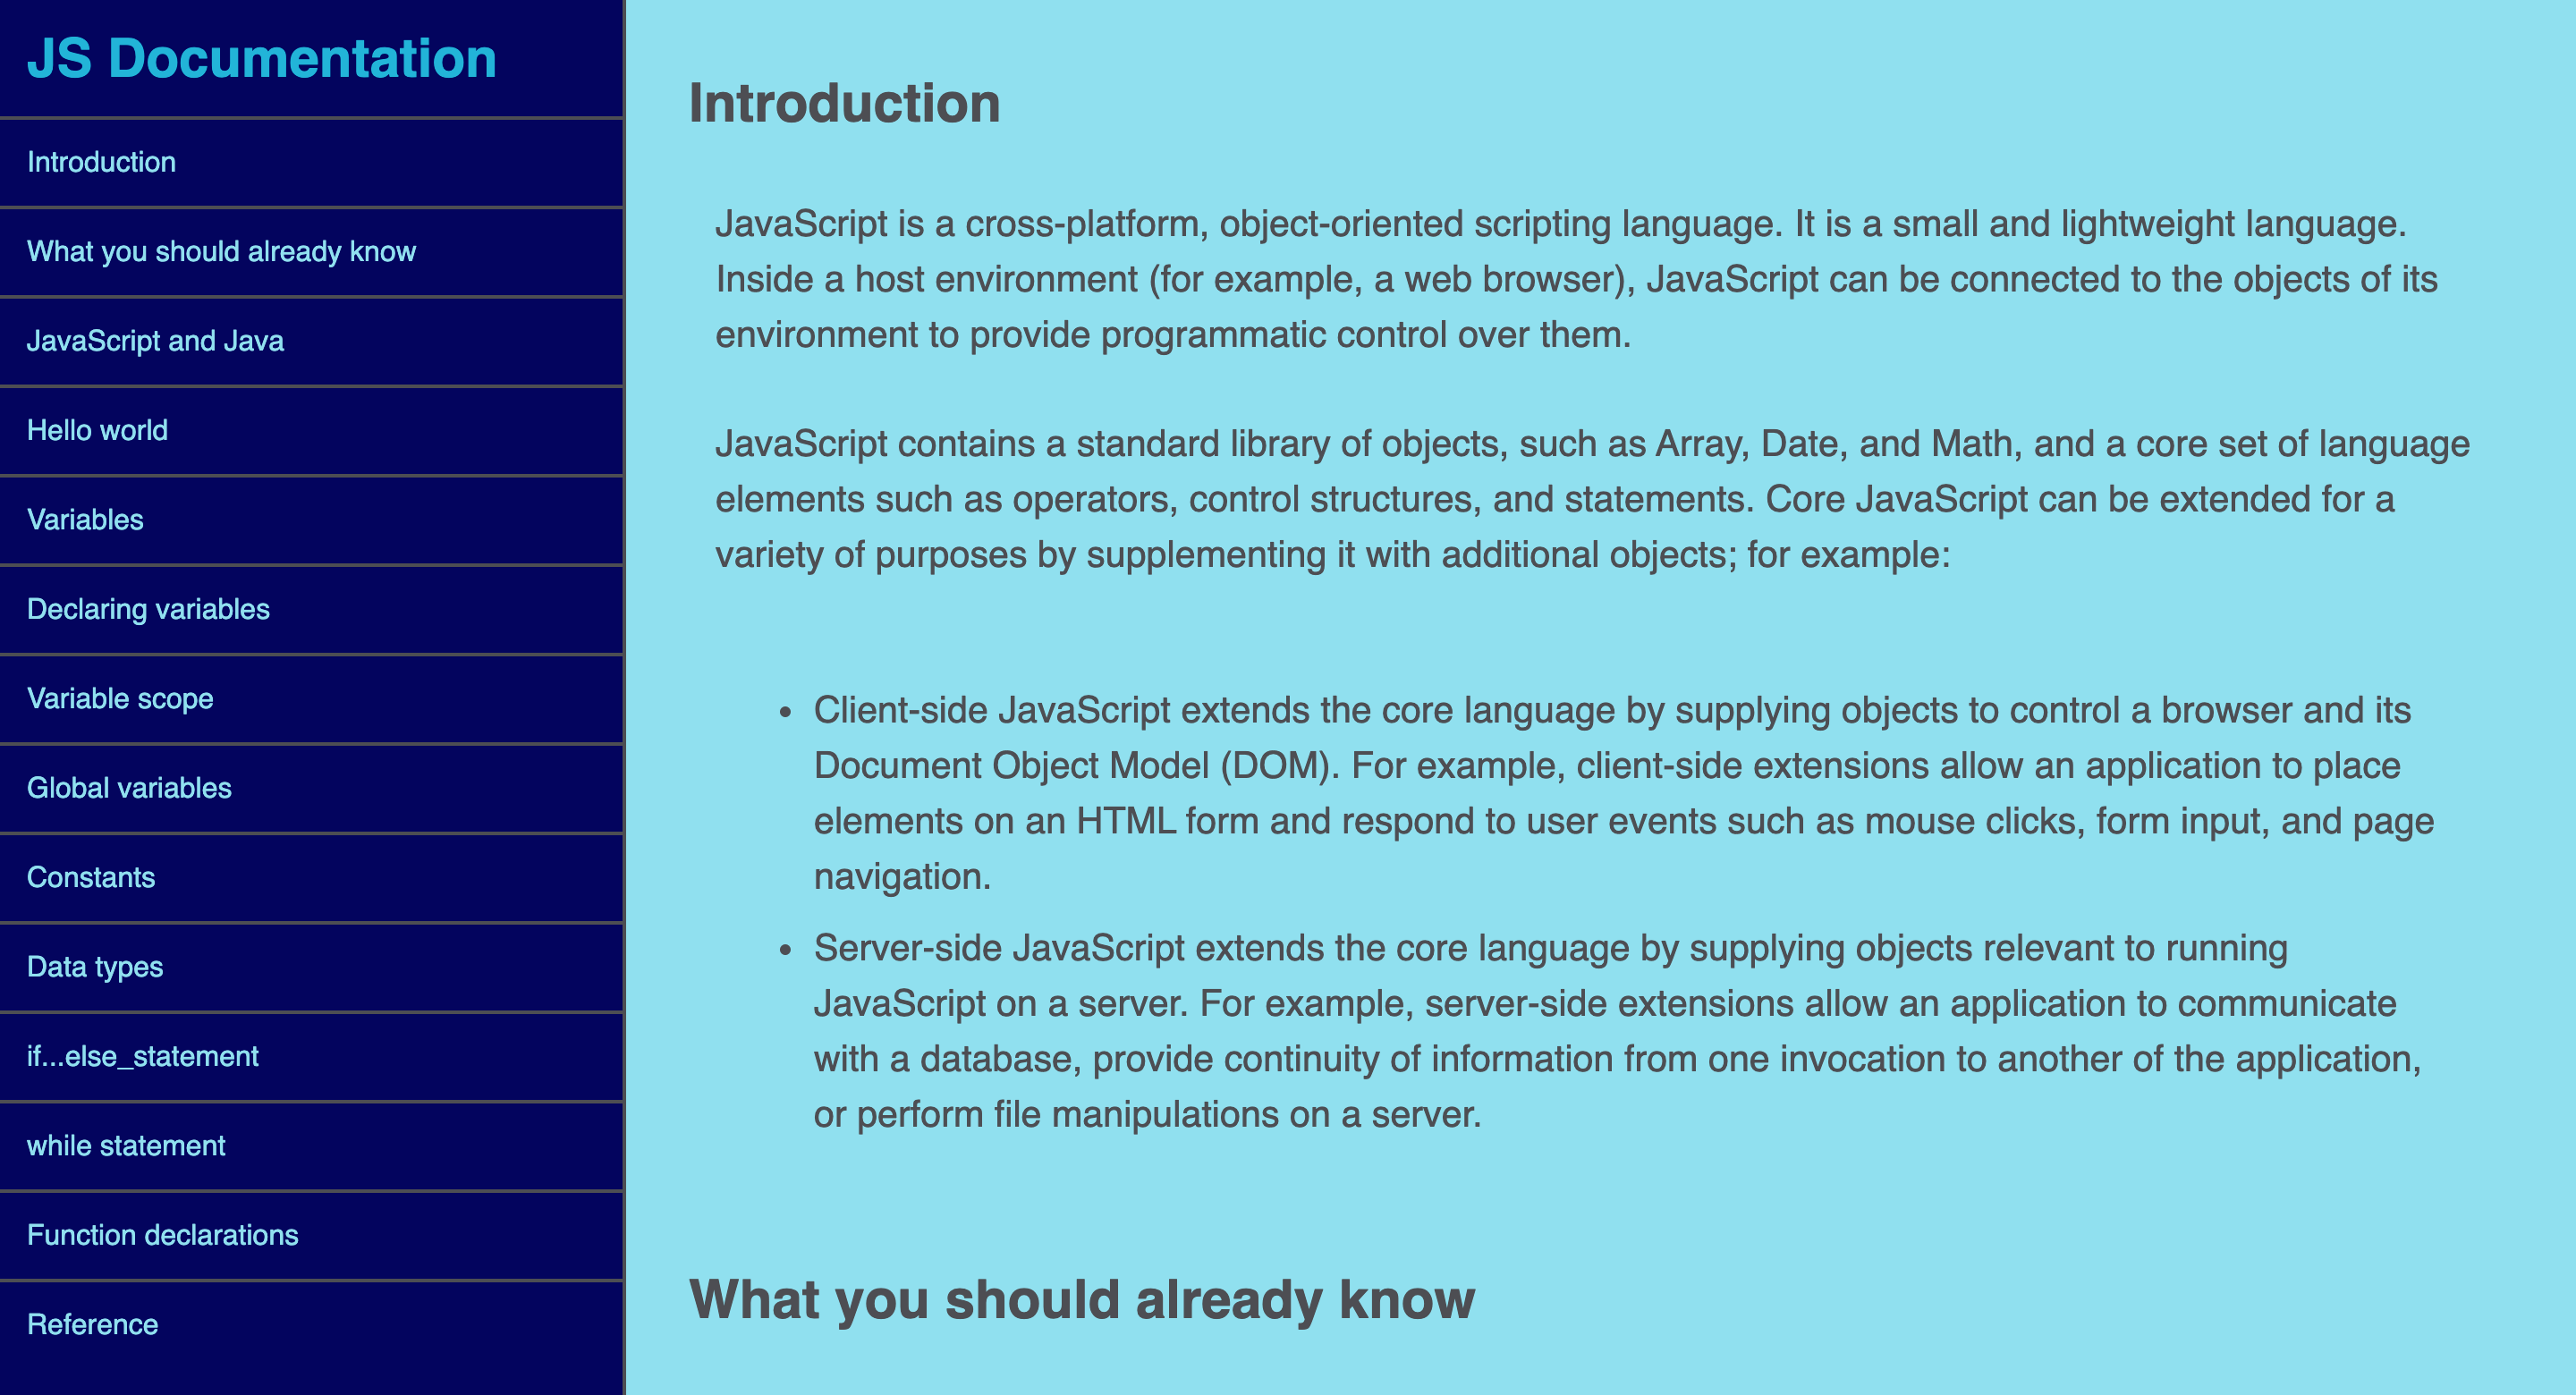 JS Documentation
Introduction
What you should already know
JavaScript and Java
Hello world
Variables
Declaring variables
Variable scope
Global variables
Constants
Data types
if...else_statement
while statement
Function declarations
Reference
Introduction
JavaScript is a cross-platform, object-oriented scripting language. It is a small and lightweight language.
Inside a host environment (for example, a web browser), JavaScript can be connected to the objects of its
environment to provide programmatic control over them.
JavaScript contains a standard library of objects, such as Array, Date, and Math, and a core set of language
elements such as operators, control structures, and statements. Core JavaScript can be extended for a
variety of purposes by supplementing it with additional objects; for example:
• Client-side JavaScript extends the core language by supplying objects to control a browser and its
Document Object Model (DOM). For example, client-side extensions allow an application to place
elements on an HTML form and respond to user events such as mouse clicks, form input, and page
navigation.
• Server-side JavaScript extends the core language by supplying objects relevant to running
JavaScript on a server. For example, server-side extensions allow an application to communicate
with a database, provide continuity of information from one invocation to another of the application,
or perform file manipulations on a server.
What you should already know